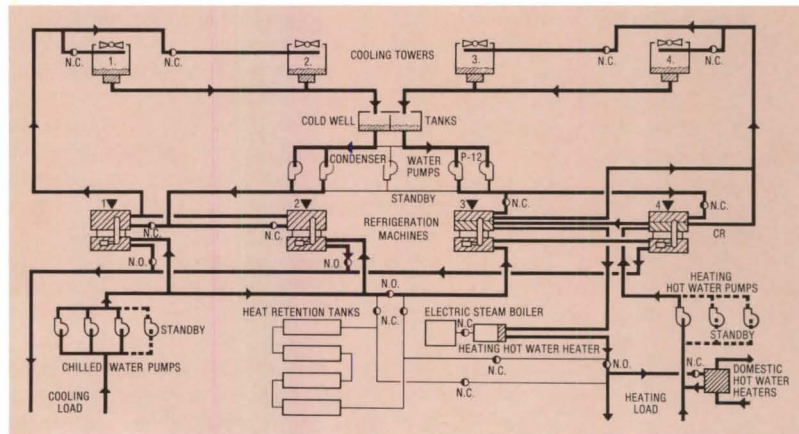 1.
2.
COOLING TOWERS
3.
4.
N.C.
N.C.
N.C.
N.C.
COLD WELL
TANKS
CONDENSER
WATER
PUMPS
P-12
STANDBY
N.C.
1
2
3
4
REFRIGERATION
MACHINES
N.C.
N.C.
CR
N.O.
N.O.
N.O.
HEATING
HOT WATER PUMPS
HEAT RETENTION TANKS
N.C.
ELECTRIC STEAM BOILER
N.C.
STANDBY
STANDBY
HEATING HOT WATER HEATER
CHILLED WATER PUMPS
N.C.
N.O.
N.C.
DOMESTIC
HOT WATER
HEATERS
N.C.
COOLING
LOAD
HEATING
LOAD